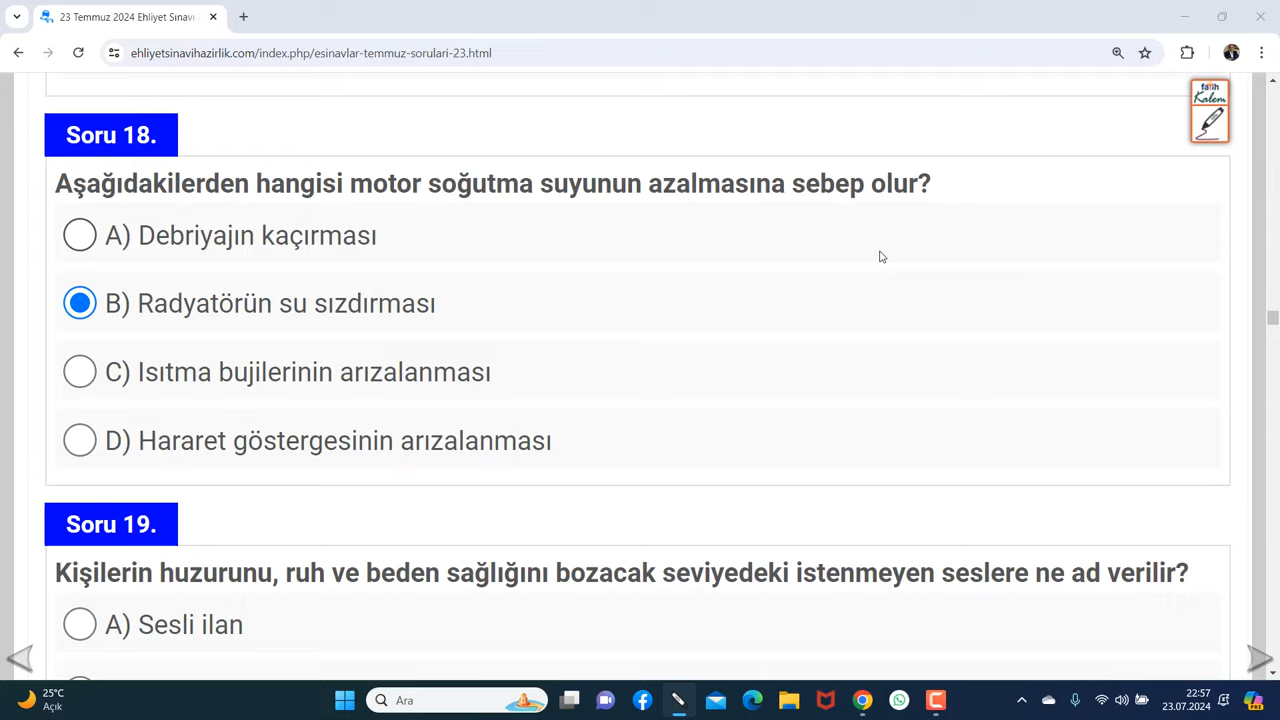 23 Temmuz 2024 Ehliyet Sınavı
ehliyetsinavihazirlik.com/index.php/esinavlar-temmuz-sorulari-23.html
fatih
Kalem
Soru 18.
Aşağıdakilerden hangisi motor soğutma suyunun azalmasına sebep olur?
A) Debriyajın kaçırması
B) Radyatörün su sızdırması
C) Isıtma bujilerinin arızalanması
D) Hararet göstergesinin arızalanması
Soru 19.
Kişilerin huzurunu, ruh ve beden sağlığını bozacak seviyedeki istenmeyen seslere ne ad verilir?
A) Sesli ilan
25°C
Açık
Ara
22:57
23.07.2024
PRE